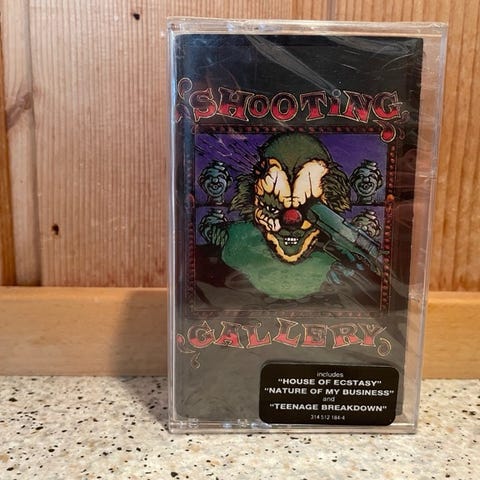 SHOOTING
GALLERY
includes
"HOUSE OF ECSTASY"
"NATURE OF MY BUSINESS"
and
"TEENAGE BREAKDOWN"
314 512 184-4